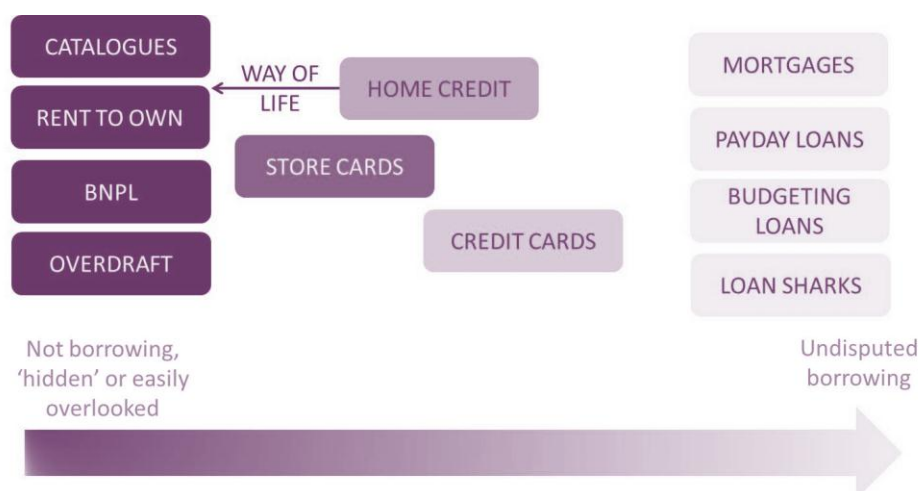 CATALOGUES
RENT TO OWN
BNPL
OVERDRAFT
WAY OF
LIFE
HOME CREDIT
STORE CARDS
CREDIT CARDS
MORTGAGES
PAYDAY LOANS
BUDGETING
LOANS
LOAN SHARKS
Not borrowing,
‘hidden’ or easily
overlooked
Undisputed
borrowing